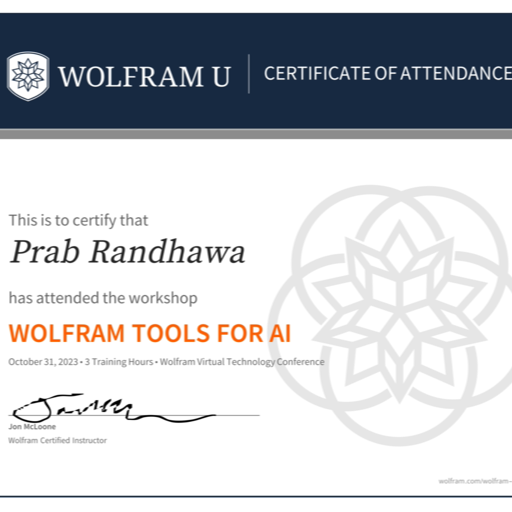 WOLFRAM U
CERTIFICATE OF ATTENDANCE
This is to certify that
Prab Randhawa
has attended the workshop
WOLFRAM TOOLS FOR AI
October 31, 2023 • 3 Training Hours • Wolfram Virtual Technology Conference
Jon McLoone
Wolfram Certified Instructor
wolfram.com/wolfram-